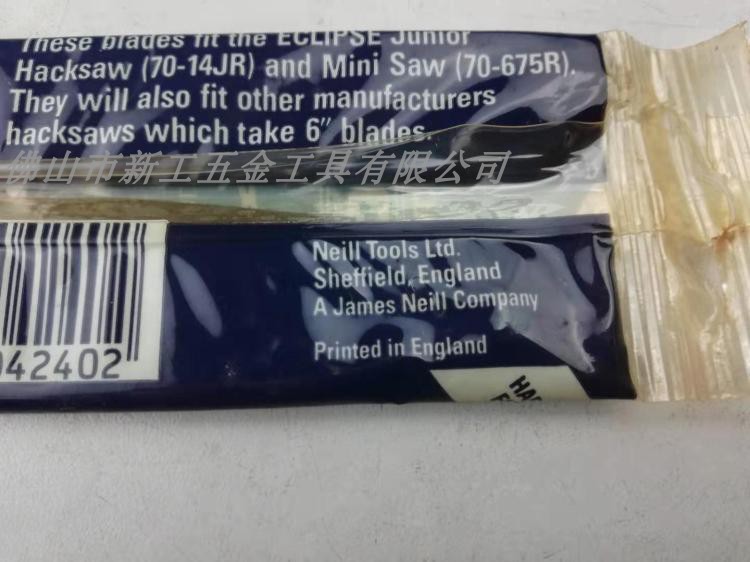 These blades fit the ECLIPSE Junior
Hacksaw (70-14JR) and Mini Saw (70-675R).
They will also fit other manufacturers
hacksaws which take 6" blades.
佛山市新工五金工具有限公司
Neill Tools Ltd.
Sheffield, England
A James Neill Company
042402
Printed in England